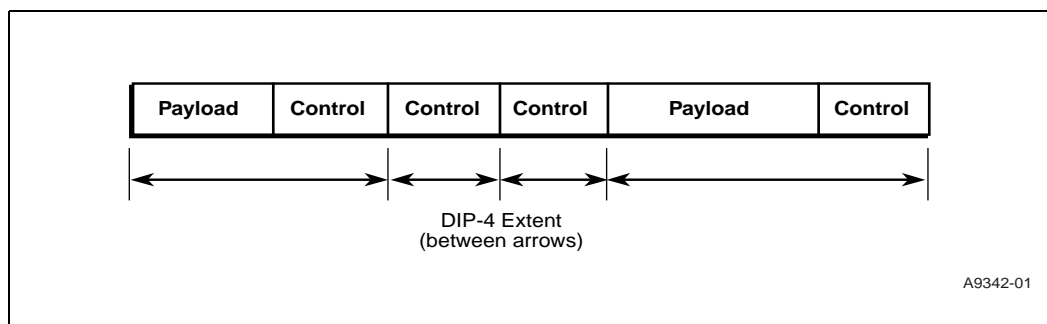 Payload Control Control Control Payload Control
DIP-4 Extent
(between arrows)
A9342-01